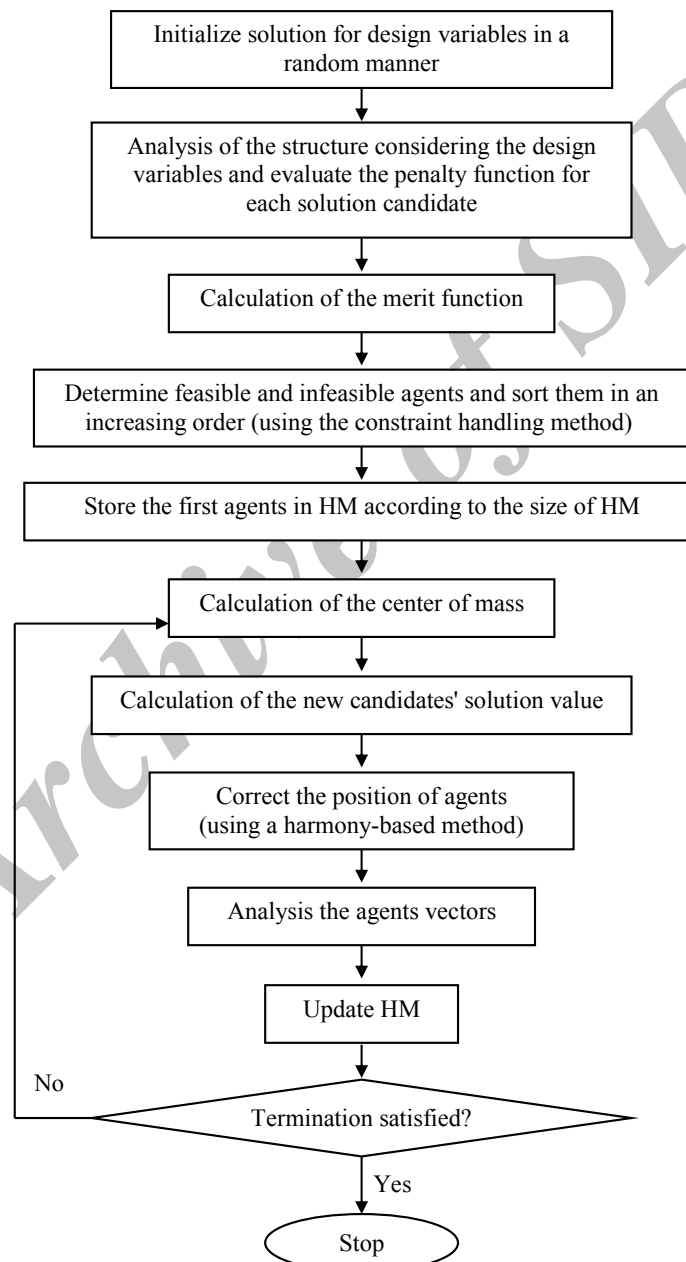 Initialize solution for design variables in a
random manner
Analysis of the structure considering the design
variables and evaluate the penalty function for
each solution candidate
Calculation of the merit function
Determine feasible and infeasible agents and sort them in an
increasing order (using the constraint handling method)
Store the first agents in HM according to the size of HM
Calculation of the center of mass
Calculation of the new candidates' solution value
Correct the position of agents
(using a harmony-based method)
Analysis the agents vectors
Update HM
No
Termination satisfied?
Yes
Stop
Archive of SI